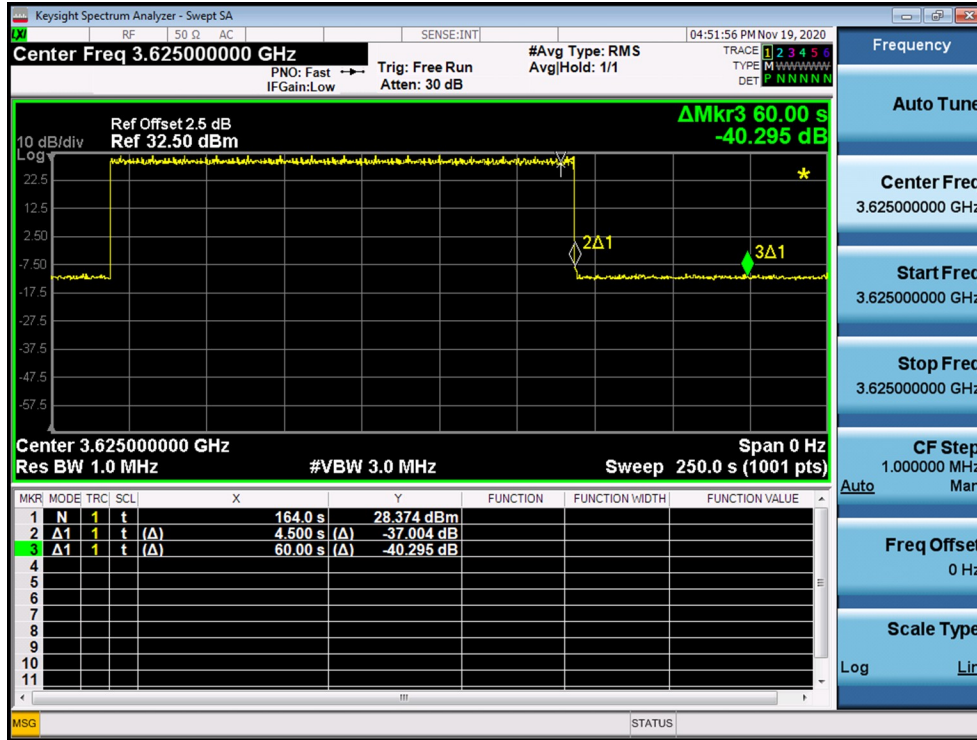 Keysight Spectrum Analyzer - Swept SA
LXI
RF
50 Ω
AC
SENSE:INT
04:51:56 PM Nov 19, 2020
Center Freq 3.625000000 GHz
PNO: Fast
IFGain:Low
Trig: Free Run
Atten: 30 dB
#Avg Type: RMS
Avg|Hold: 1/1
TRACE 1 2 3 4 5 6
TYPE M WWWWW
DET P N N N N N
10 dB/div
Log
Ref Offset 2.5 dB
Ref 32.50 dBm
ΔMkr3 60.00 s
-40.295 dB
22.5
12.5
2.50
-7.50
-17.5
-27.5
-37.5
-47.5
-57.5
2Δ1
3Δ1
*
Center 3.625000000 GHz
Span 0 Hz
Res BW 1.0 MHz
#VBW 3.0 MHz
Sweep 250.0 s (1001 pts)
MKR MODE TRC SCL X Y FUNCTION FUNCTION WIDTH FUNCTION VALUE
1 N 1 t 164.0 s 28.374 dBm
2 Δ1 1 t (Δ) 4.500 s (Δ) -37.004 dB
3 Δ1 1 t (Δ) 60.00 s (Δ) -40.295 dB
4
5
6
7
8
9
10
11
MSG
STATUS
Frequency
Auto Tune
Center Freq
3.625000000 GHz
Start Freq
3.625000000 GHz
Stop Freq
3.625000000 GHz
CF Step
1.000000 MHz
Auto Man
Freq Offset
0 Hz
Scale Type
Log Lin